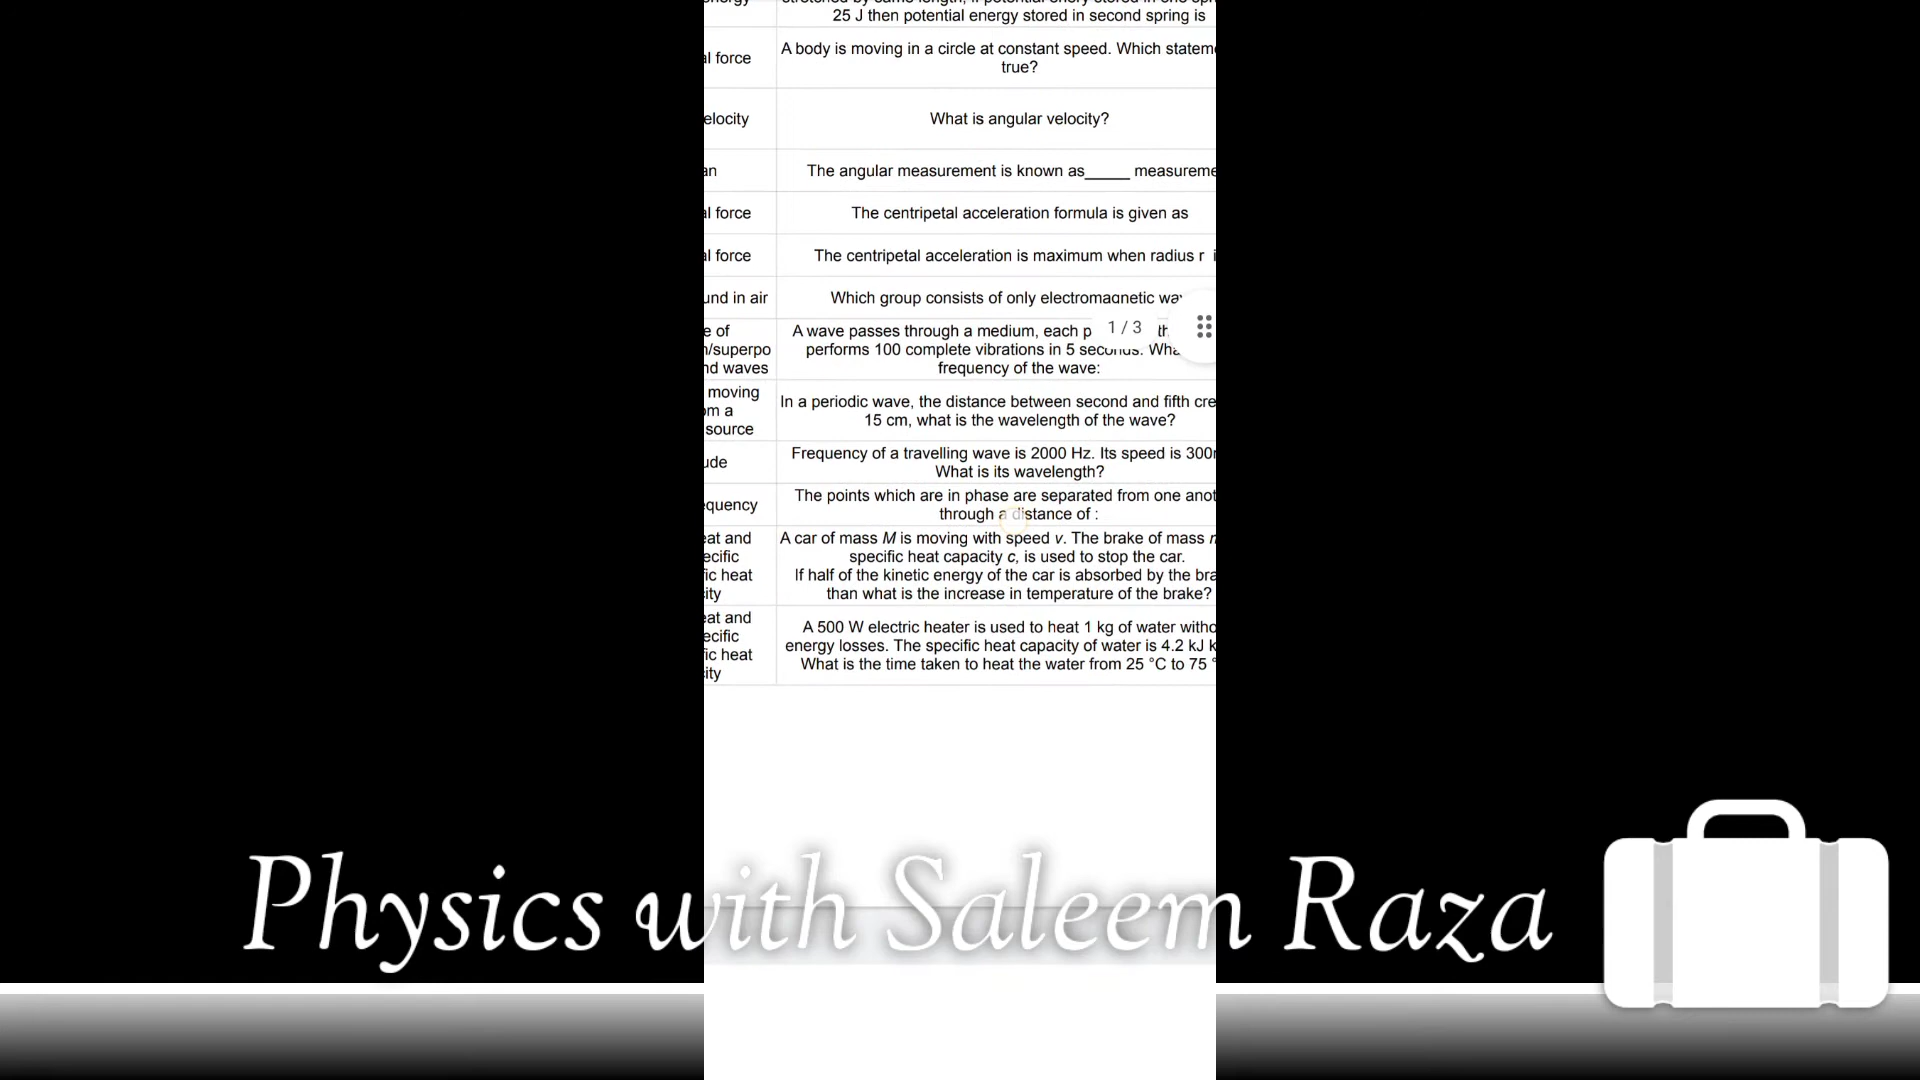 25 J then potential energy stored in second spring is
al force
A body is moving in a circle at constant speed. Which
true?
elocity
What is angular velocity?
an
The angular measurement is known as_____
al force
The centripetal acceleration formula is given as
al force
The centripetal acceleration is maximum when radius r
und in air
Which group consists of only electromagnetic
e of
n/superpo
nd waves
A wave passes through a medium, each
performs 100 complete vibrations in 5 seconds.
frequency of the wave:
1 / 3
moving
om a
source
In a periodic wave, the distance between second and fifth
15 cm, what is the wavelength of the wave?
ude
Frequency of a travelling wave is 2000 Hz. Its speed is 300
What is its wavelength?
equency
The points which are in phase are separated from one
through a distance of :
eat and
ecific
ic heat
ity
A car of mass M is moving with speed v. The brake of mass
specific heat capacity c, is used to stop the car.
If half of the kinetic energy of the car is absorbed by the
than what is the increase in temperature of the brake?
eat and
ecific
ic heat
ity
A 500 W electric heater is used to heat 1 kg of water
energy losses. The specific heat capacity of water is 4.2 kJ
What is the time taken to heat the water from 25 °C to 75
Physics with Saleem Raza